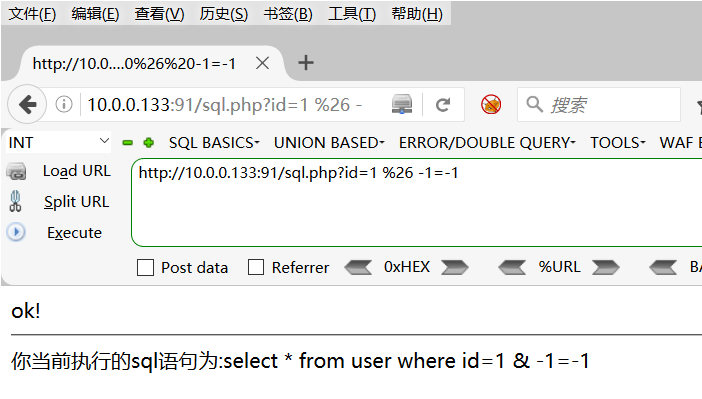 文件(F) 编辑(E) 查看(V) 历史(S) 书签(B) 工具(T) 帮助(H)
http://10.0....0%26%20-1=-1
10.0.0.133:91/sql.php?id=1 %26 - 搜索
INT SQL BASICS UNION BASED ERROR/DOUBLE QUERY TOOLS WAF
Load URL http://10.0.0.133:91/sql.php?id=1 %26 -1=-1
Split URL
Execute
Post data Referrer 0xHEX %URL
ok!
你当前执行的sql语句为:select * from user where id=1 & -1=-1